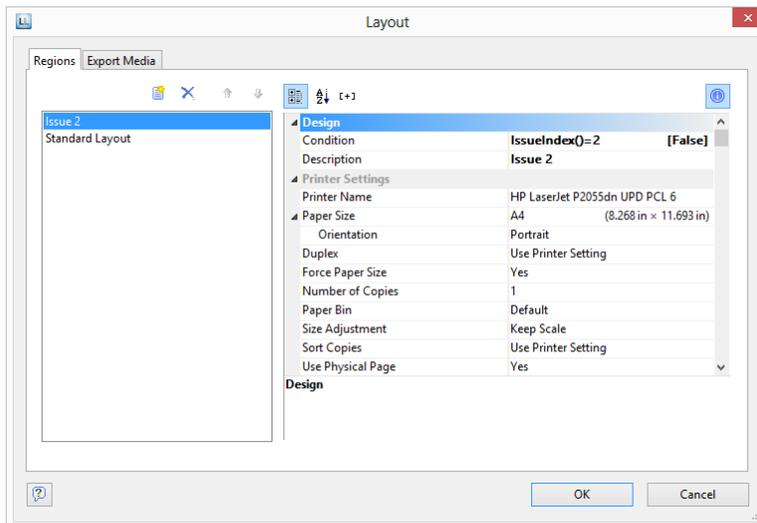 LL Layout
Regions Export Media
[+]
Issue 2
Standard Layout
Design
Condition IssueIndex()=2 [False]
Description Issue 2
Printer Settings
Printer Name HP LaserJet P2055dn UPD PCL 6
Paper Size A4 (8.268 in × 11.693 in)
Orientation Portrait
Duplex Use Printer Setting
Force Paper Size Yes
Number of Copies 1
Paper Bin Default
Size Adjustment Keep Scale
Sort Copies Use Printer Setting
Use Physical Page Yes
Design
OK Cancel